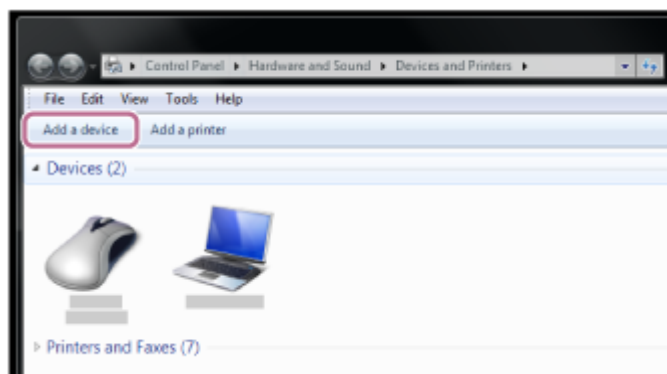 Control Panel ▸ Hardware and Sound ▸ Devices and Printers ▸
File Edit View Tools Help
Add a device Add a printer
Devices (2)
Printers and Faxes (7)